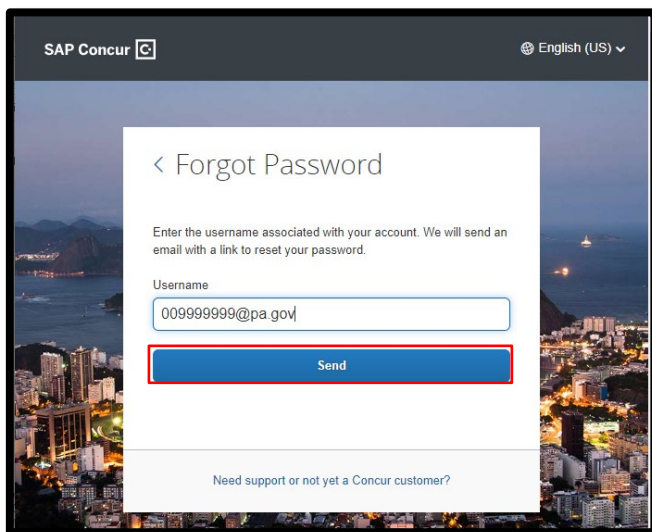 SAP Concur C English (US)
Forgot Password
Enter the username associated with your account. We will send an
email with a link to reset your password.
Username
009999999@pa.gov
Send
Need support or not yet a Concur customer?